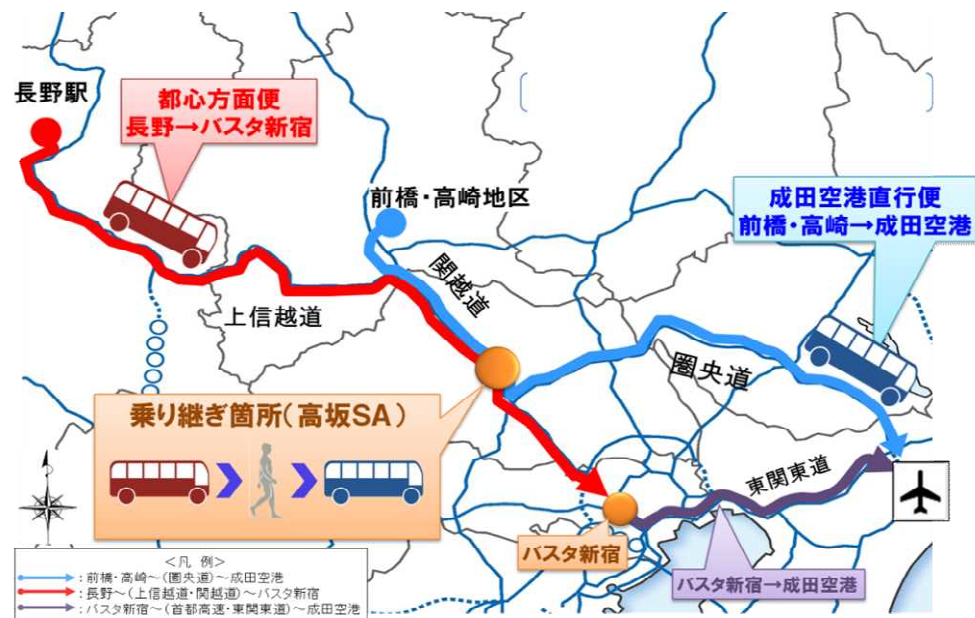 長野駅
都心方面便
長野→バスタ新宿
前橋・高崎地区
成田空港直行便
前橋・高崎→成田空港
関越道
上信越道
圏央道
乗り継ぎ箇所(高坂SA)
東関東道
バスタ新宿
バスタ新宿→成田空港
<凡 例>
:前橋・高崎~(圏央道)~成田空港
:長野~(上信越道・関越道)~バスタ新宿
:バスタ新宿~(首都高速・東関東道)~成田空港